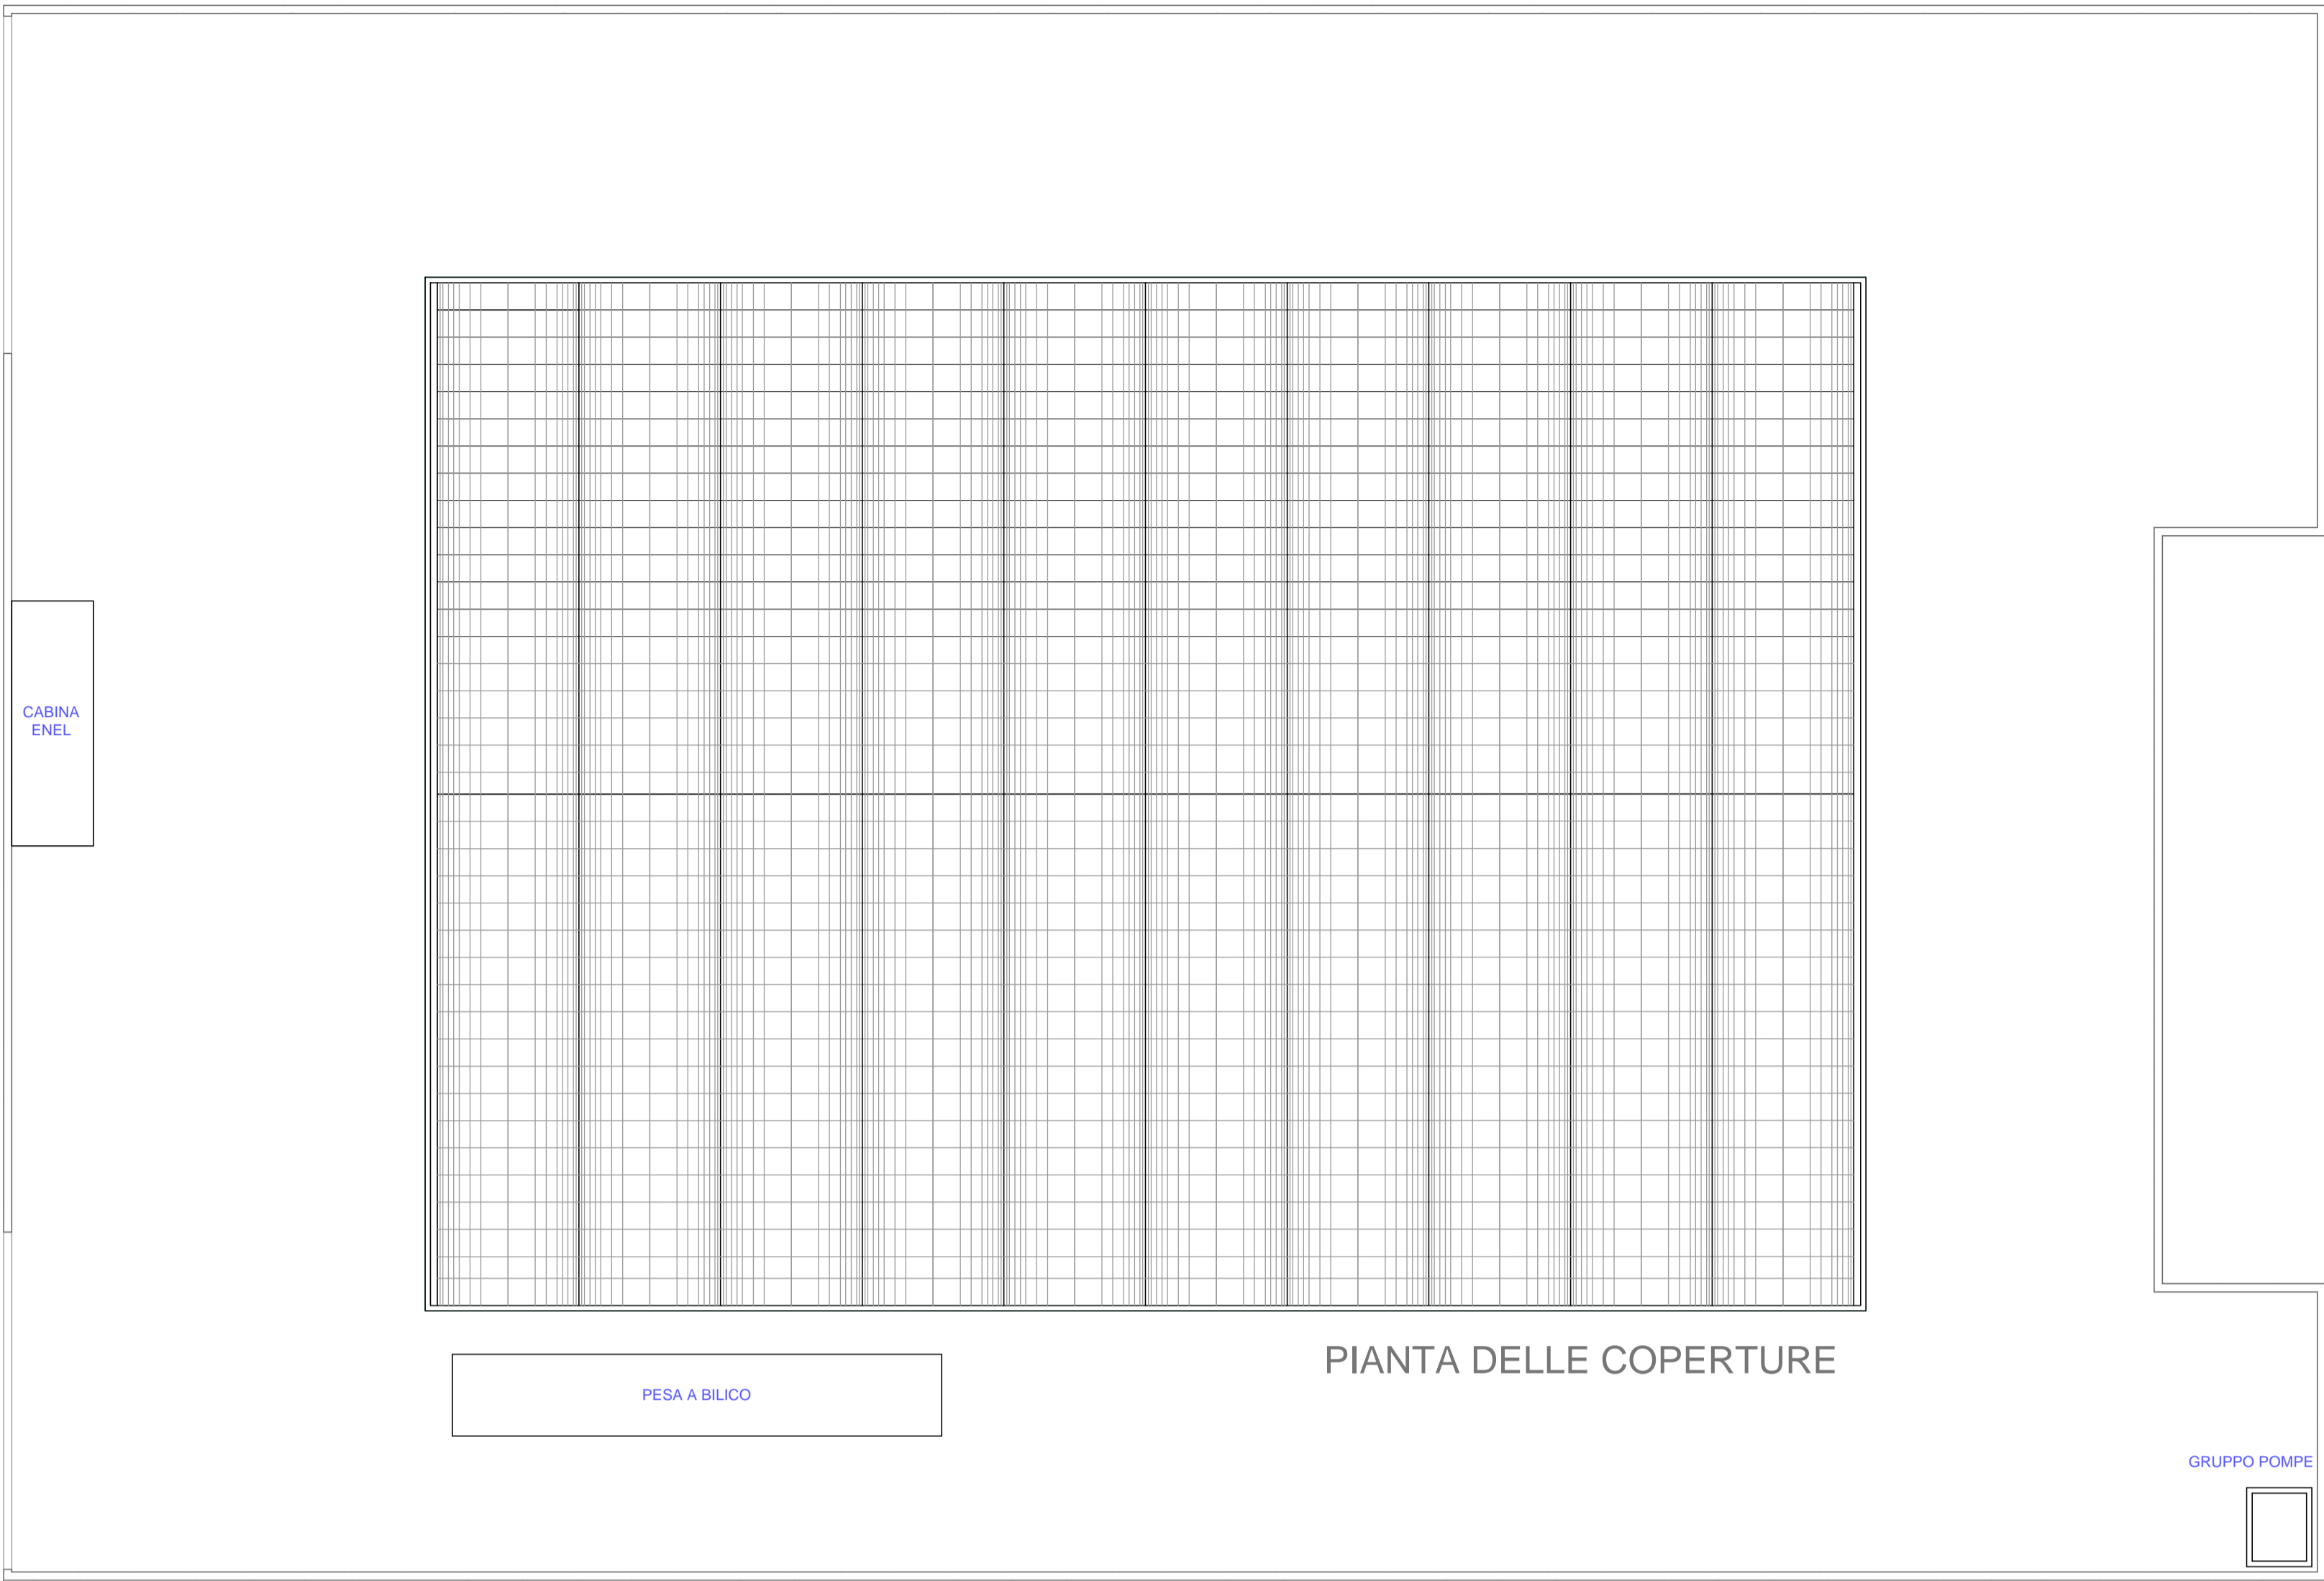 CABINA
ENEL
PIANTA DELLE COPERTURE
PESA A BILICO
GRUPPO POMPE